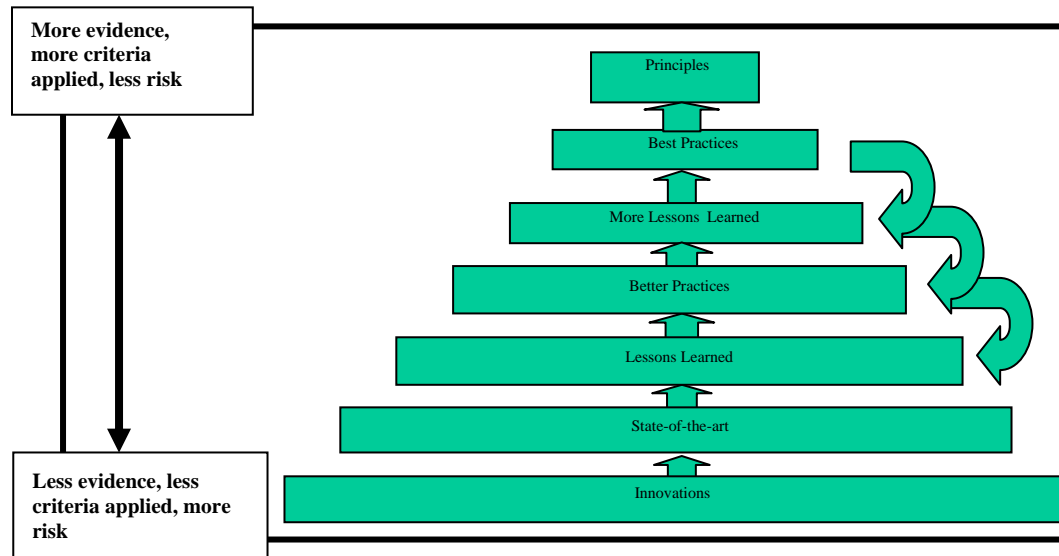 More evidence,
more criteria
applied, less risk
Principles
Best Practices
More Lessons Learned
Better Practices
Lessons Learned
State-of-the-art
Innovations
Less evidence, less
criteria applied, more
risk